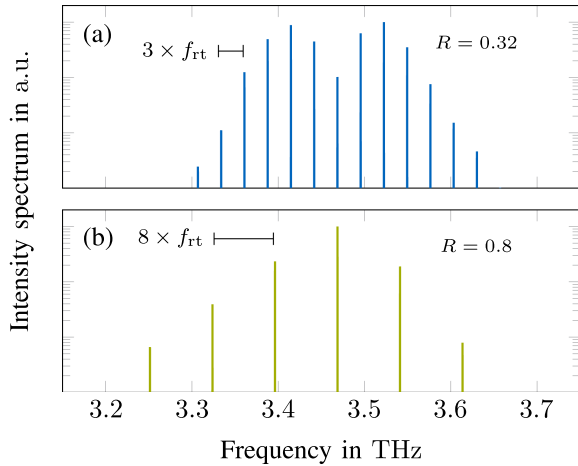 (a)
3 × f_rt
R = 0.32
(b)
8 × f_rt
R = 0.8
Intensity spectrum in a.u.
3.2 3.3 3.4 3.5 3.6 3.7
Frequency in THz